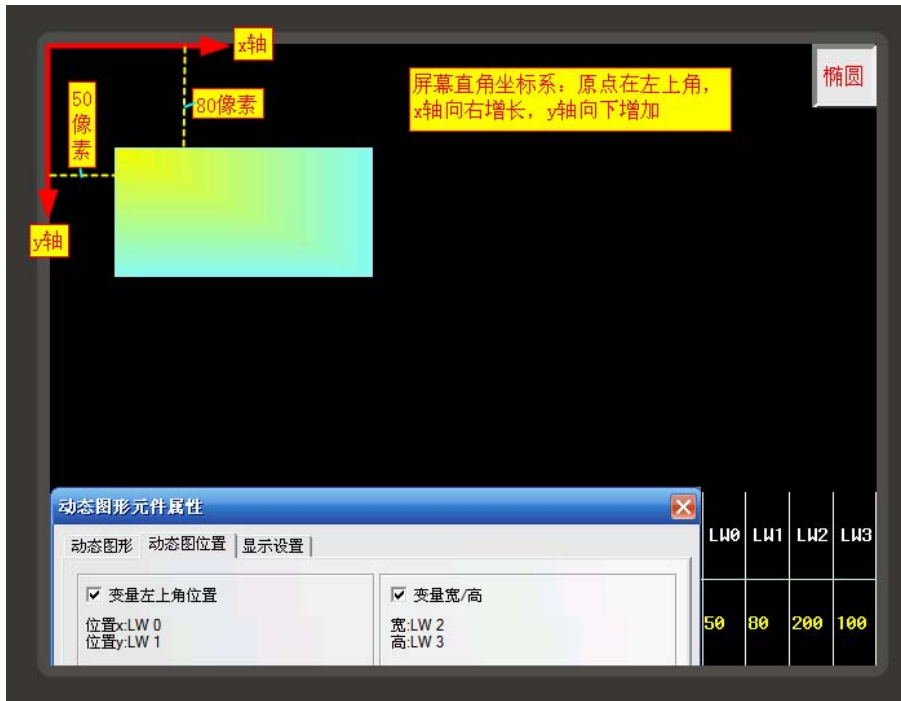 x轴
50
像
素
80像素
屏幕直角坐标系：原点在左上角，
x轴向右增长，y轴向下增加
椭圆
y轴
动态图形元件属性
动态图形 动态图位置 显示设置
变量左上角位置
位置x:LW 0
位置y:LW 1
变量宽/高
宽:LW 2
高:LW 3
LW0 LW1 LW2 LW3
50 80 200 100